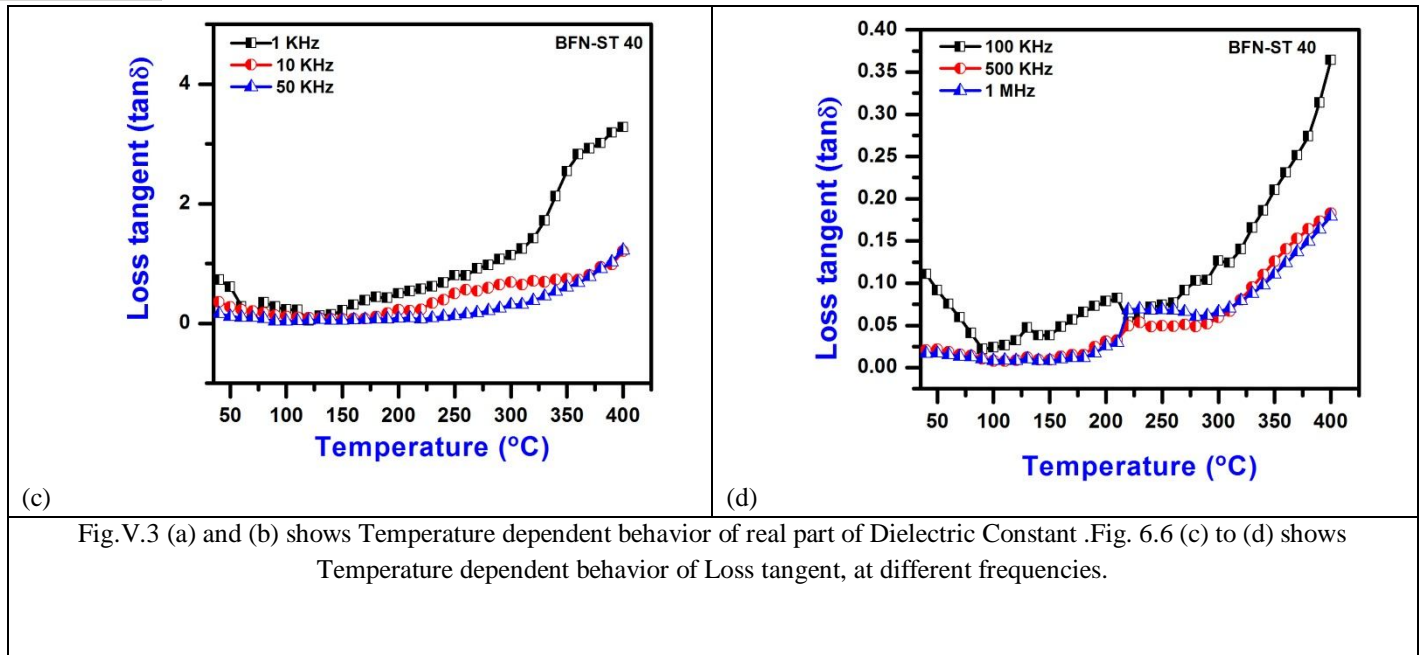 1 KHz
10 KHz
50 KHz
BFN-ST 40
Loss tangent (tanδ)
4
2
0
50 100 150 200 250 300 350 400
Temperature (ºC)
(c)
100 KHz
500 KHz
1 MHz
BFN-ST 40
Loss tangent (tanδ)
0.40
0.35
0.30
0.25
0.20
0.15
0.10
0.05
0.00
50 100 150 200 250 300 350 400
Temperature (ºC)
(d)
Fig.V.3 (a) and (b) shows Temperature dependent behavior of real part of Dielectric Constant .Fig. 6.6 (c) to (d) shows
Temperature dependent behavior of Loss tangent, at different frequencies.